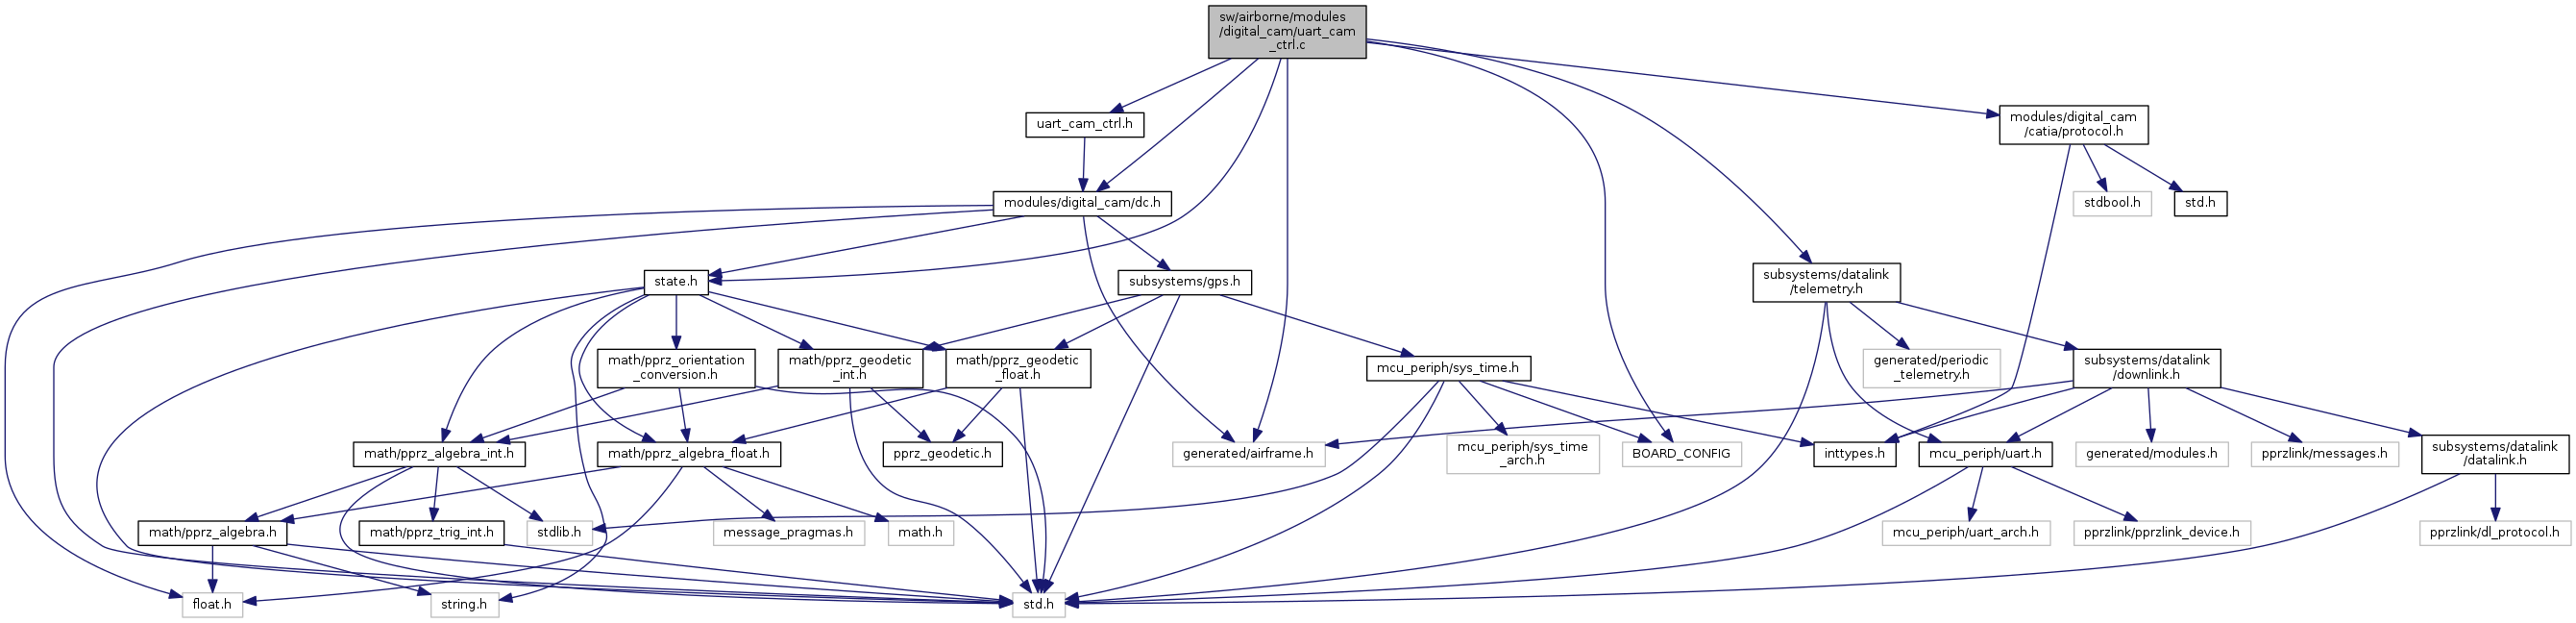 sw/airborne/modules
/digital_cam/uart_cam
_ctrl.c
uart_cam_ctrl.h
modules/digital_cam
/catia/protocol.h
modules/digital_cam/dc.h
stdbool.h
std.h
state.h
subsystems/gps.h
subsystems/datalink
/telemetry.h
math/pprz_orientation
_conversion.h
math/pprz_geodetic
_int.h
math/pprz_geodetic
_float.h
mcu_periph/sys_time.h
generated/periodic
_telemetry.h
subsystems/datalink
/downlink.h
math/pprz_algebra_int.h
math/pprz_algebra_float.h
pprz_geodetic.h
generated/airframe.h
mcu_periph/sys_time
_arch.h
BOARD_CONFIG
inttypes.h
mcu_periph/uart.h
generated/modules.h
pprzlink/messages.h
subsystems/datalink
/datalink.h
math/pprz_algebra.h
math/pprz_trig_int.h
stdlib.h
message_pragmas.h
math.h
mcu_periph/uart_arch.h
pprzlink/pprzlink_device.h
pprzlink/dl_protocol.h
float.h
string.h
std.h